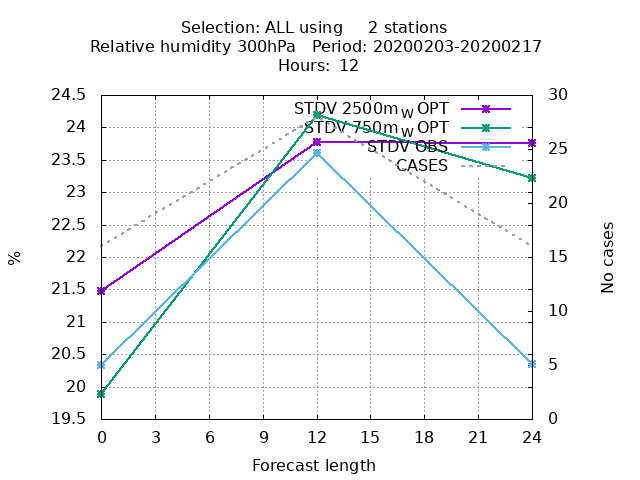 Selection: ALL using     2 stations
Relative humidity 300hPa   Period: 20200203-20200217
Hours: 12
STDV 2500m_W OPT
STDV 750m_W OPT
STDV OBS
CASES
24.5
24
23.5
23
22.5
22
21.5
21
20.5
20
19.5
%
30
25
20
15
10
5
0
No cases
0 3 6 9 12 15 18 21 24
Forecast length